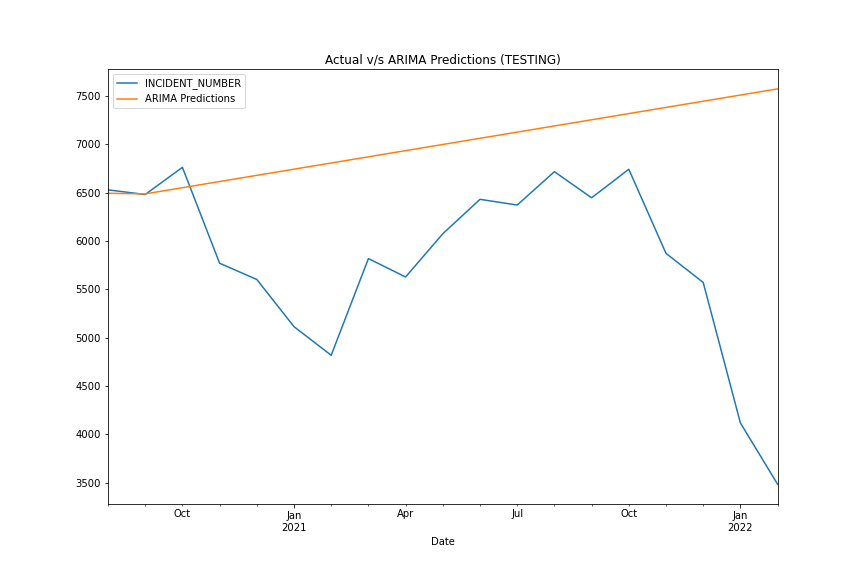 Actual v/s ARIMA Predictions (TESTING)
INCIDENT_NUMBER
ARIMA Predictions
7500
7000
6500
6000
5500
5000
4500
4000
3500
Oct
Jan
2021
Apr
Jul
Oct
Jan
2022
Date